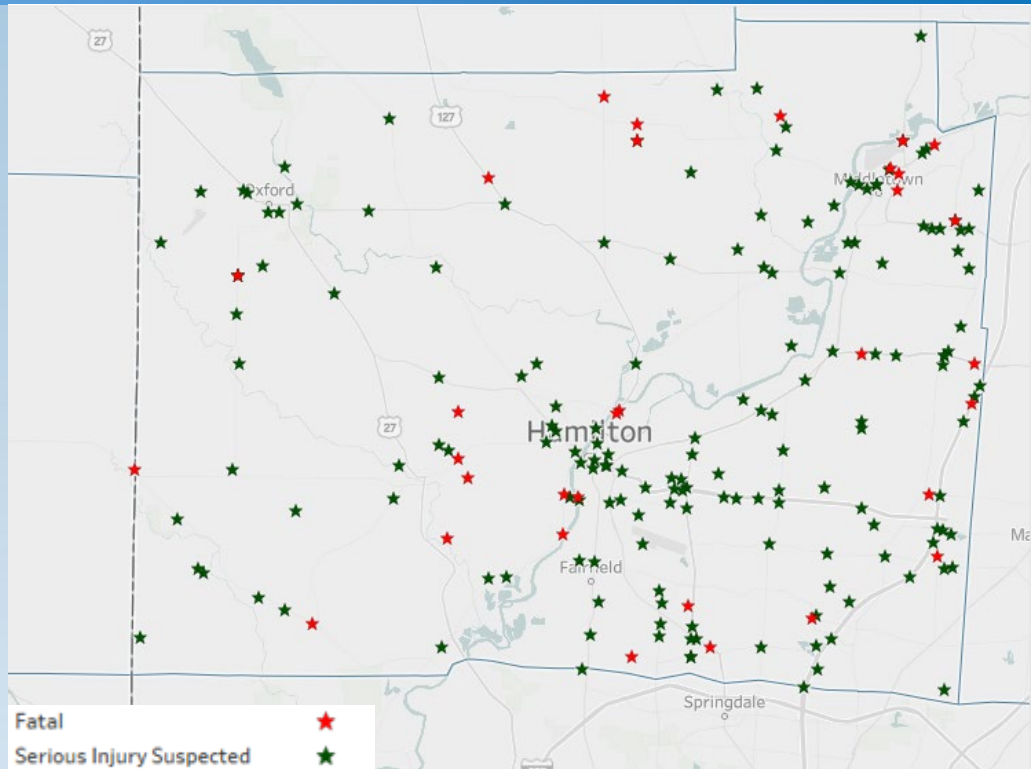 27
127
Oxford
Middletown
27
Hamilton
Fairfield
Springdale
Fatal
Serious Injury Suspected